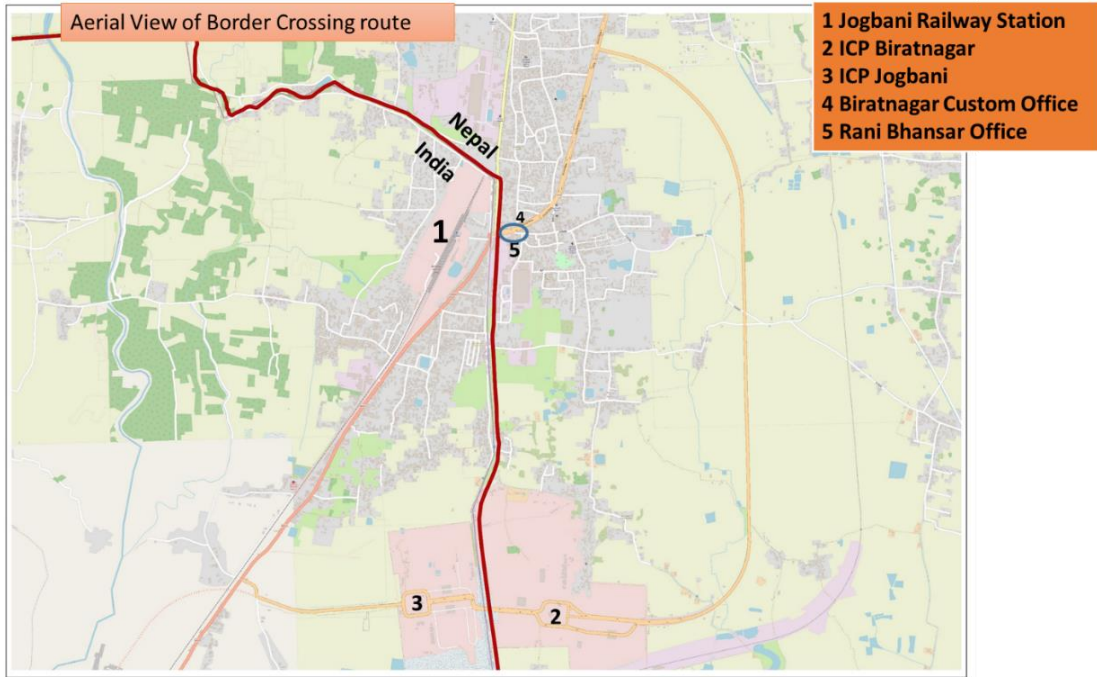 Aerial View of Border Crossing route
1 Jogbani Railway Station
2 ICP Biratnagar
3 ICP Jogbani
4 Biratnagar Custom Office
5 Rani Bhansar Office
Nepal
India
1
4
5
3
2